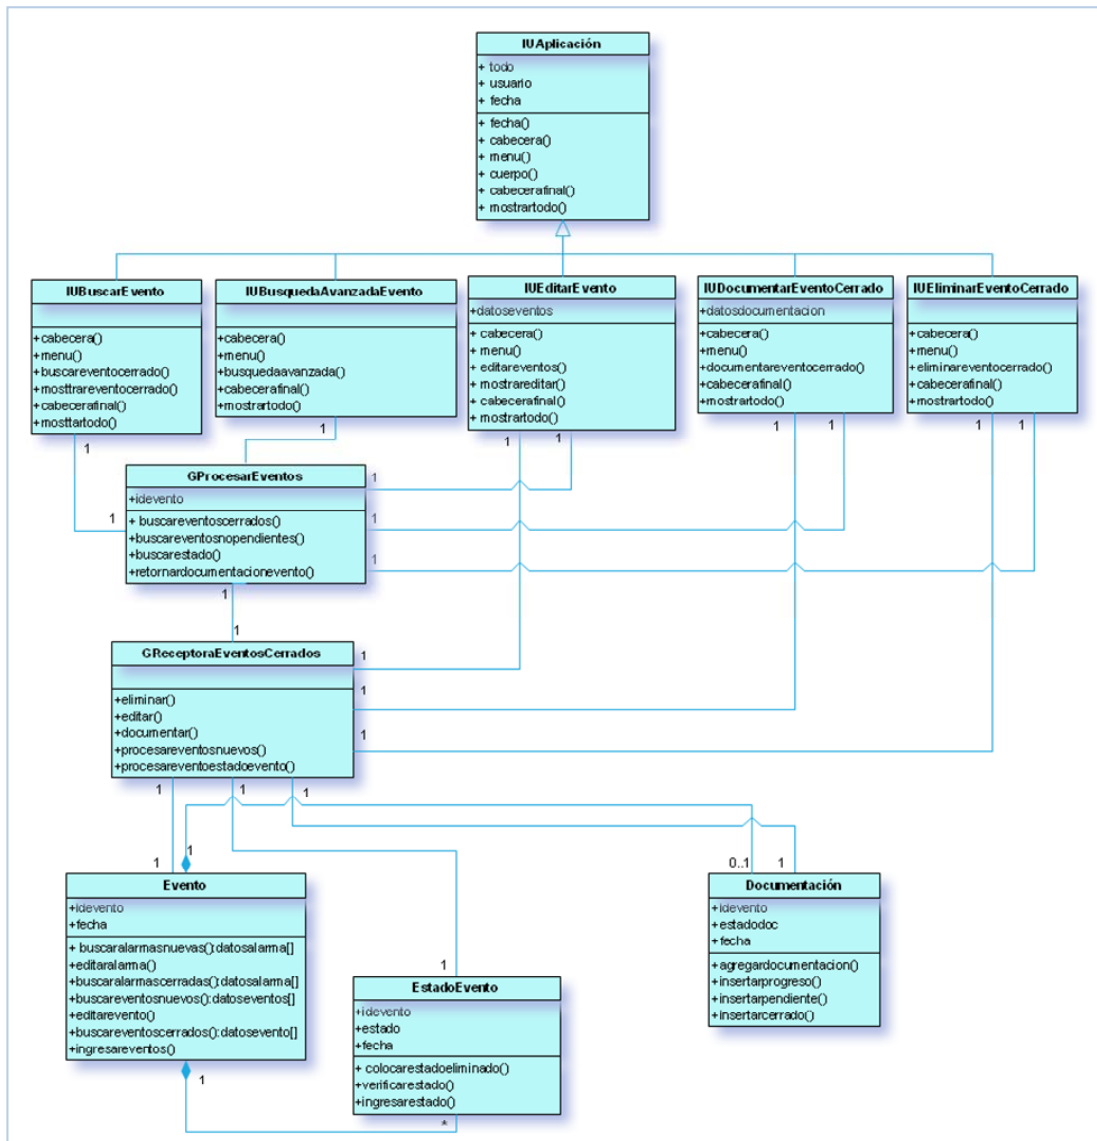 IUAplicación
+ todo
+ usuario
+ fecha
+ fecha()
+ cabecera()
+ menu()
+ cuerpo()
+ cabecerafinal()
+ mostrartodo()
IUBuscarEvento
+cabecera()
+menu()
+buscareventocerrado()
+mosttrareventocerrado()
+cabecerafinal()
+mosttartodo()
IUBusquedaAvanzadaEvento
+cabecera()
+menu()
+busquedaavanzada()
+cabecerafinal()
+mostrartodo()
IUEditarEvento
+datoseventos
+ cabecera()
+ menu()
+ editareventos()
+ mostrareditar()
+ cabecerafinal()
+ mostrartodo()
IUDocumentarEventoCerrado
+datosdocumentacion
+cabecera()
+menu()
+documentareventocerrado()
+cabecerafinal()
+mostrartodo()
IUEliminarEventoCerrado
+cabecera()
+menu()
+eliminareventocerrado()
+cabecerafinal()
+mostrartodo()
1
1
1
1
1
1
1
1
GProcesarEventos
+idevento
+ buscareventoscerrados()
+buscareventosnopendientes()
+buscarestado()
+retornardocumentacionevento()
1
1
1
1
1
1
GReceptoraEventosCerrados
+eliminar()
+editar()
+documentar()
+procesareventosnuevos()
+procesareventoestadoevento()
1
1
1
1
1
1
1
1
0..1
1
Evento
+idevento
+fecha
+ buscaralarmasnuevas():datosalarma[]
+editaralarma()
+buscaralarmascerradas():datosalarma[]
+buscareventosnuevos():datoseventos[]
+editarevento()
+buscareventoscerrados():datosevento[]
+ingresareventos()
1
1
EstadoEvento
+idevento
+estado
+fecha
+ colocarestadoeliminado()
+verificarestado()
+ingresarestado()
*
Documentación
+idevento
+estadodoc
+fecha
+agregardocumentacion()
+insertarprogreso()
+insertarpendiente()
+insertarcerrado()